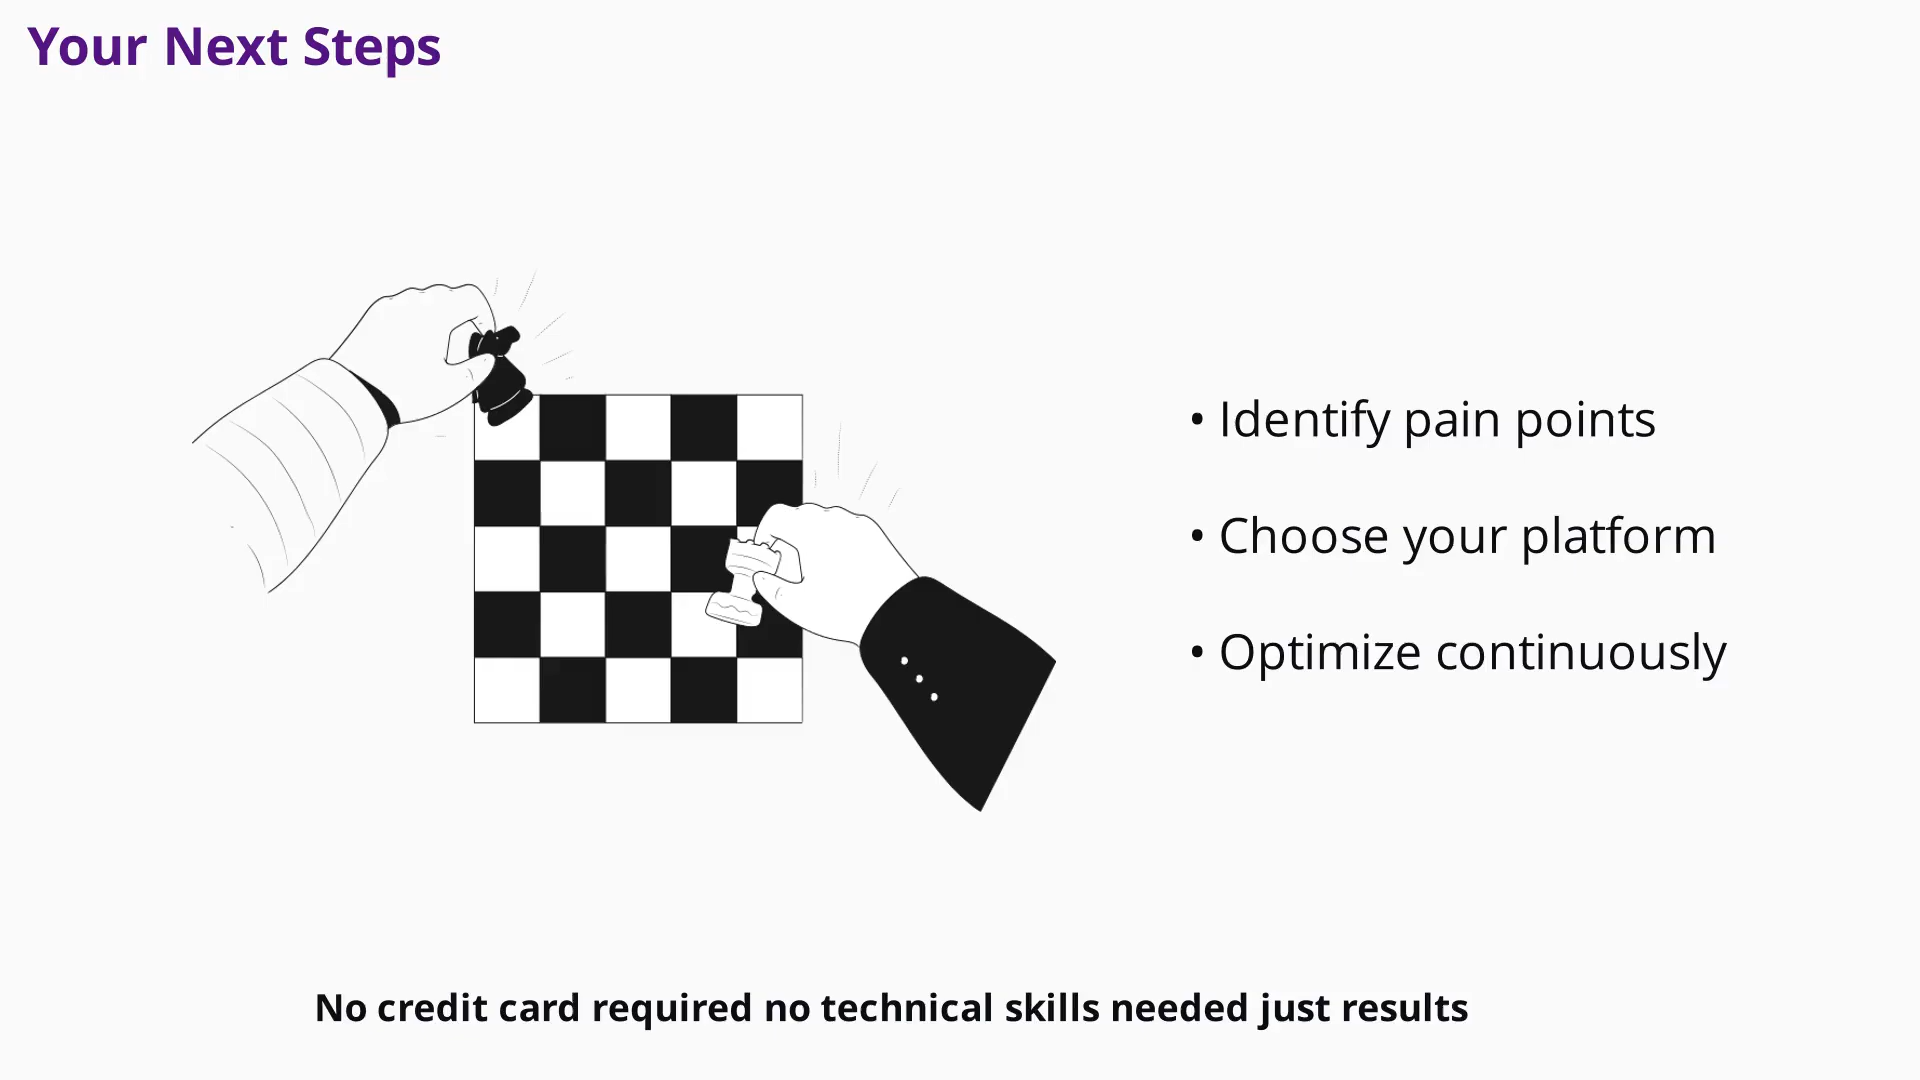 Your Next Steps
• Identify pain points
• Choose your platform
• Optimize continuously
No credit card required no technical skills needed just results